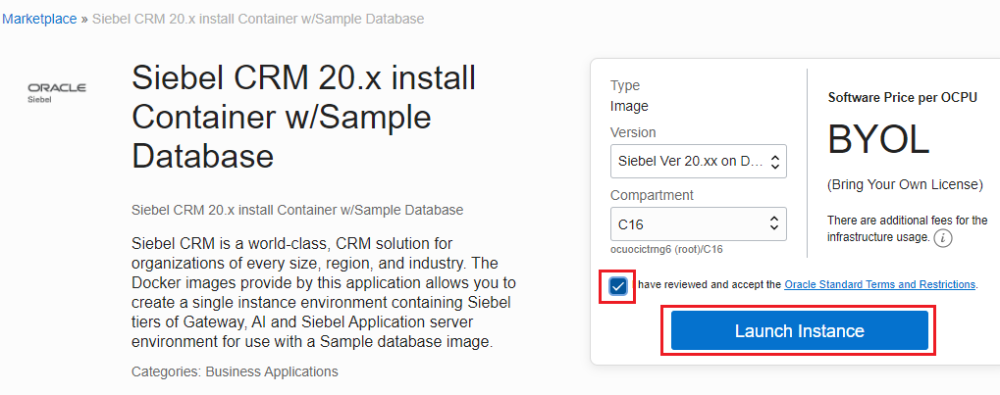 Marketplace » Siebel CRM 20.x install Container w/Sample Database
ORACLE
Siebel
Siebel CRM 20.x install
Container w/Sample
Database
Siebel CRM 20.x install Container w/Sample Database
Siebel CRM is a world-class, CRM solution for
organizations of every size, region, and industry. The
Docker images provide by this application allows you to
create a single instance environment containing Siebel
tiers of Gateway, AI and Siebel Application server
environment for use with a Sample database image.
Categories: Business Applications
Type
Image
Version
Siebel Ver 20.xx on D...
Compartment
C16
ocuocictrng6 (root)/C16
Software Price per OCPU
BYOL
(Bring Your Own License)
There are additional fees for the
infrastructure usage. i
I have reviewed and accept the Oracle Standard Terms and Restrictions.
Launch Instance